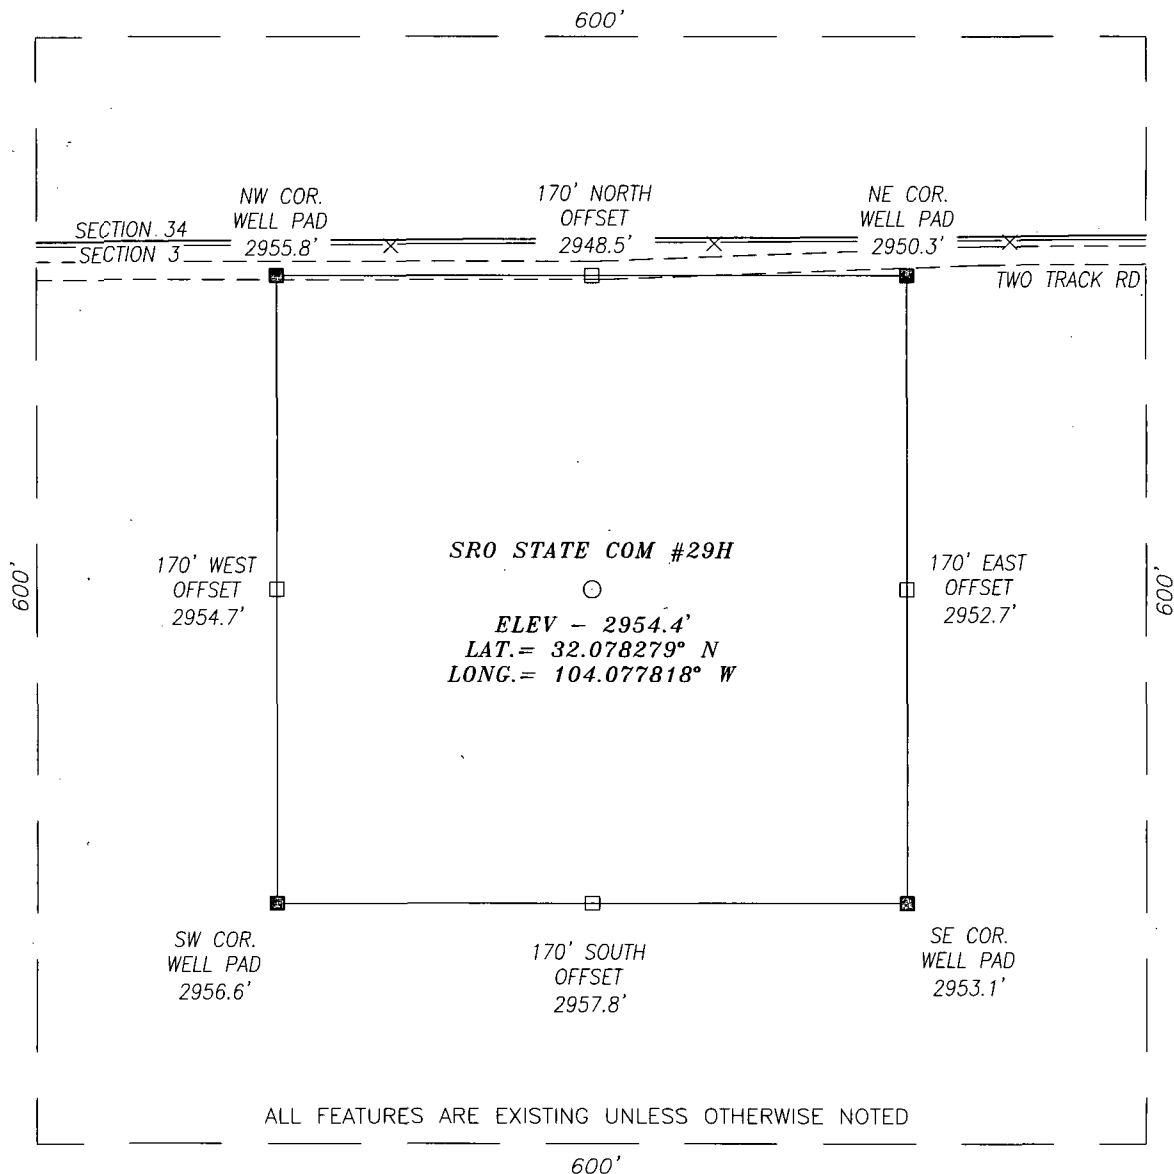 600'
NW COR.
WELL PAD
2955.8'
170' NORTH
OFFSET
2948.5'
NE COR.
WELL PAD
2950.3'
SECTION 34
SECTION 3
TWO TRACK RD
600'
170' WEST
OFFSET
2954.7'
SRO STATE COM #29H
ELEV - 2954.4'
LAT.= 32.078279° N
LONG.= 104.077818° W
170' EAST
OFFSET
2952.7'
600'
SW COR.
WELL PAD
2956.6'
170' SOUTH
OFFSET
2957.8'
SE COR.
WELL PAD
2953.1'
ALL FEATURES ARE EXISTING UNLESS OTHERWISE NOTED
600'